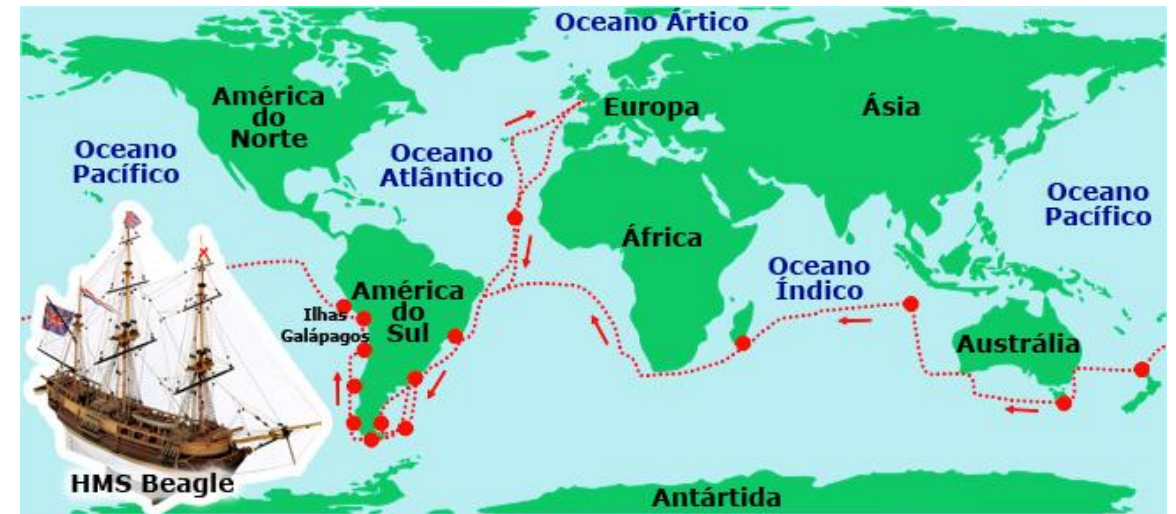 Oceano Ártico
América
do
Norte
Europa
Ásia
Oceano
Pacífico
Oceano
Atlântico
Oceano
Pacífico
África
Oceano
Índico
América
do
Sul
Ilhas
Galápagos
Austrália
HMS Beagle
Antártida